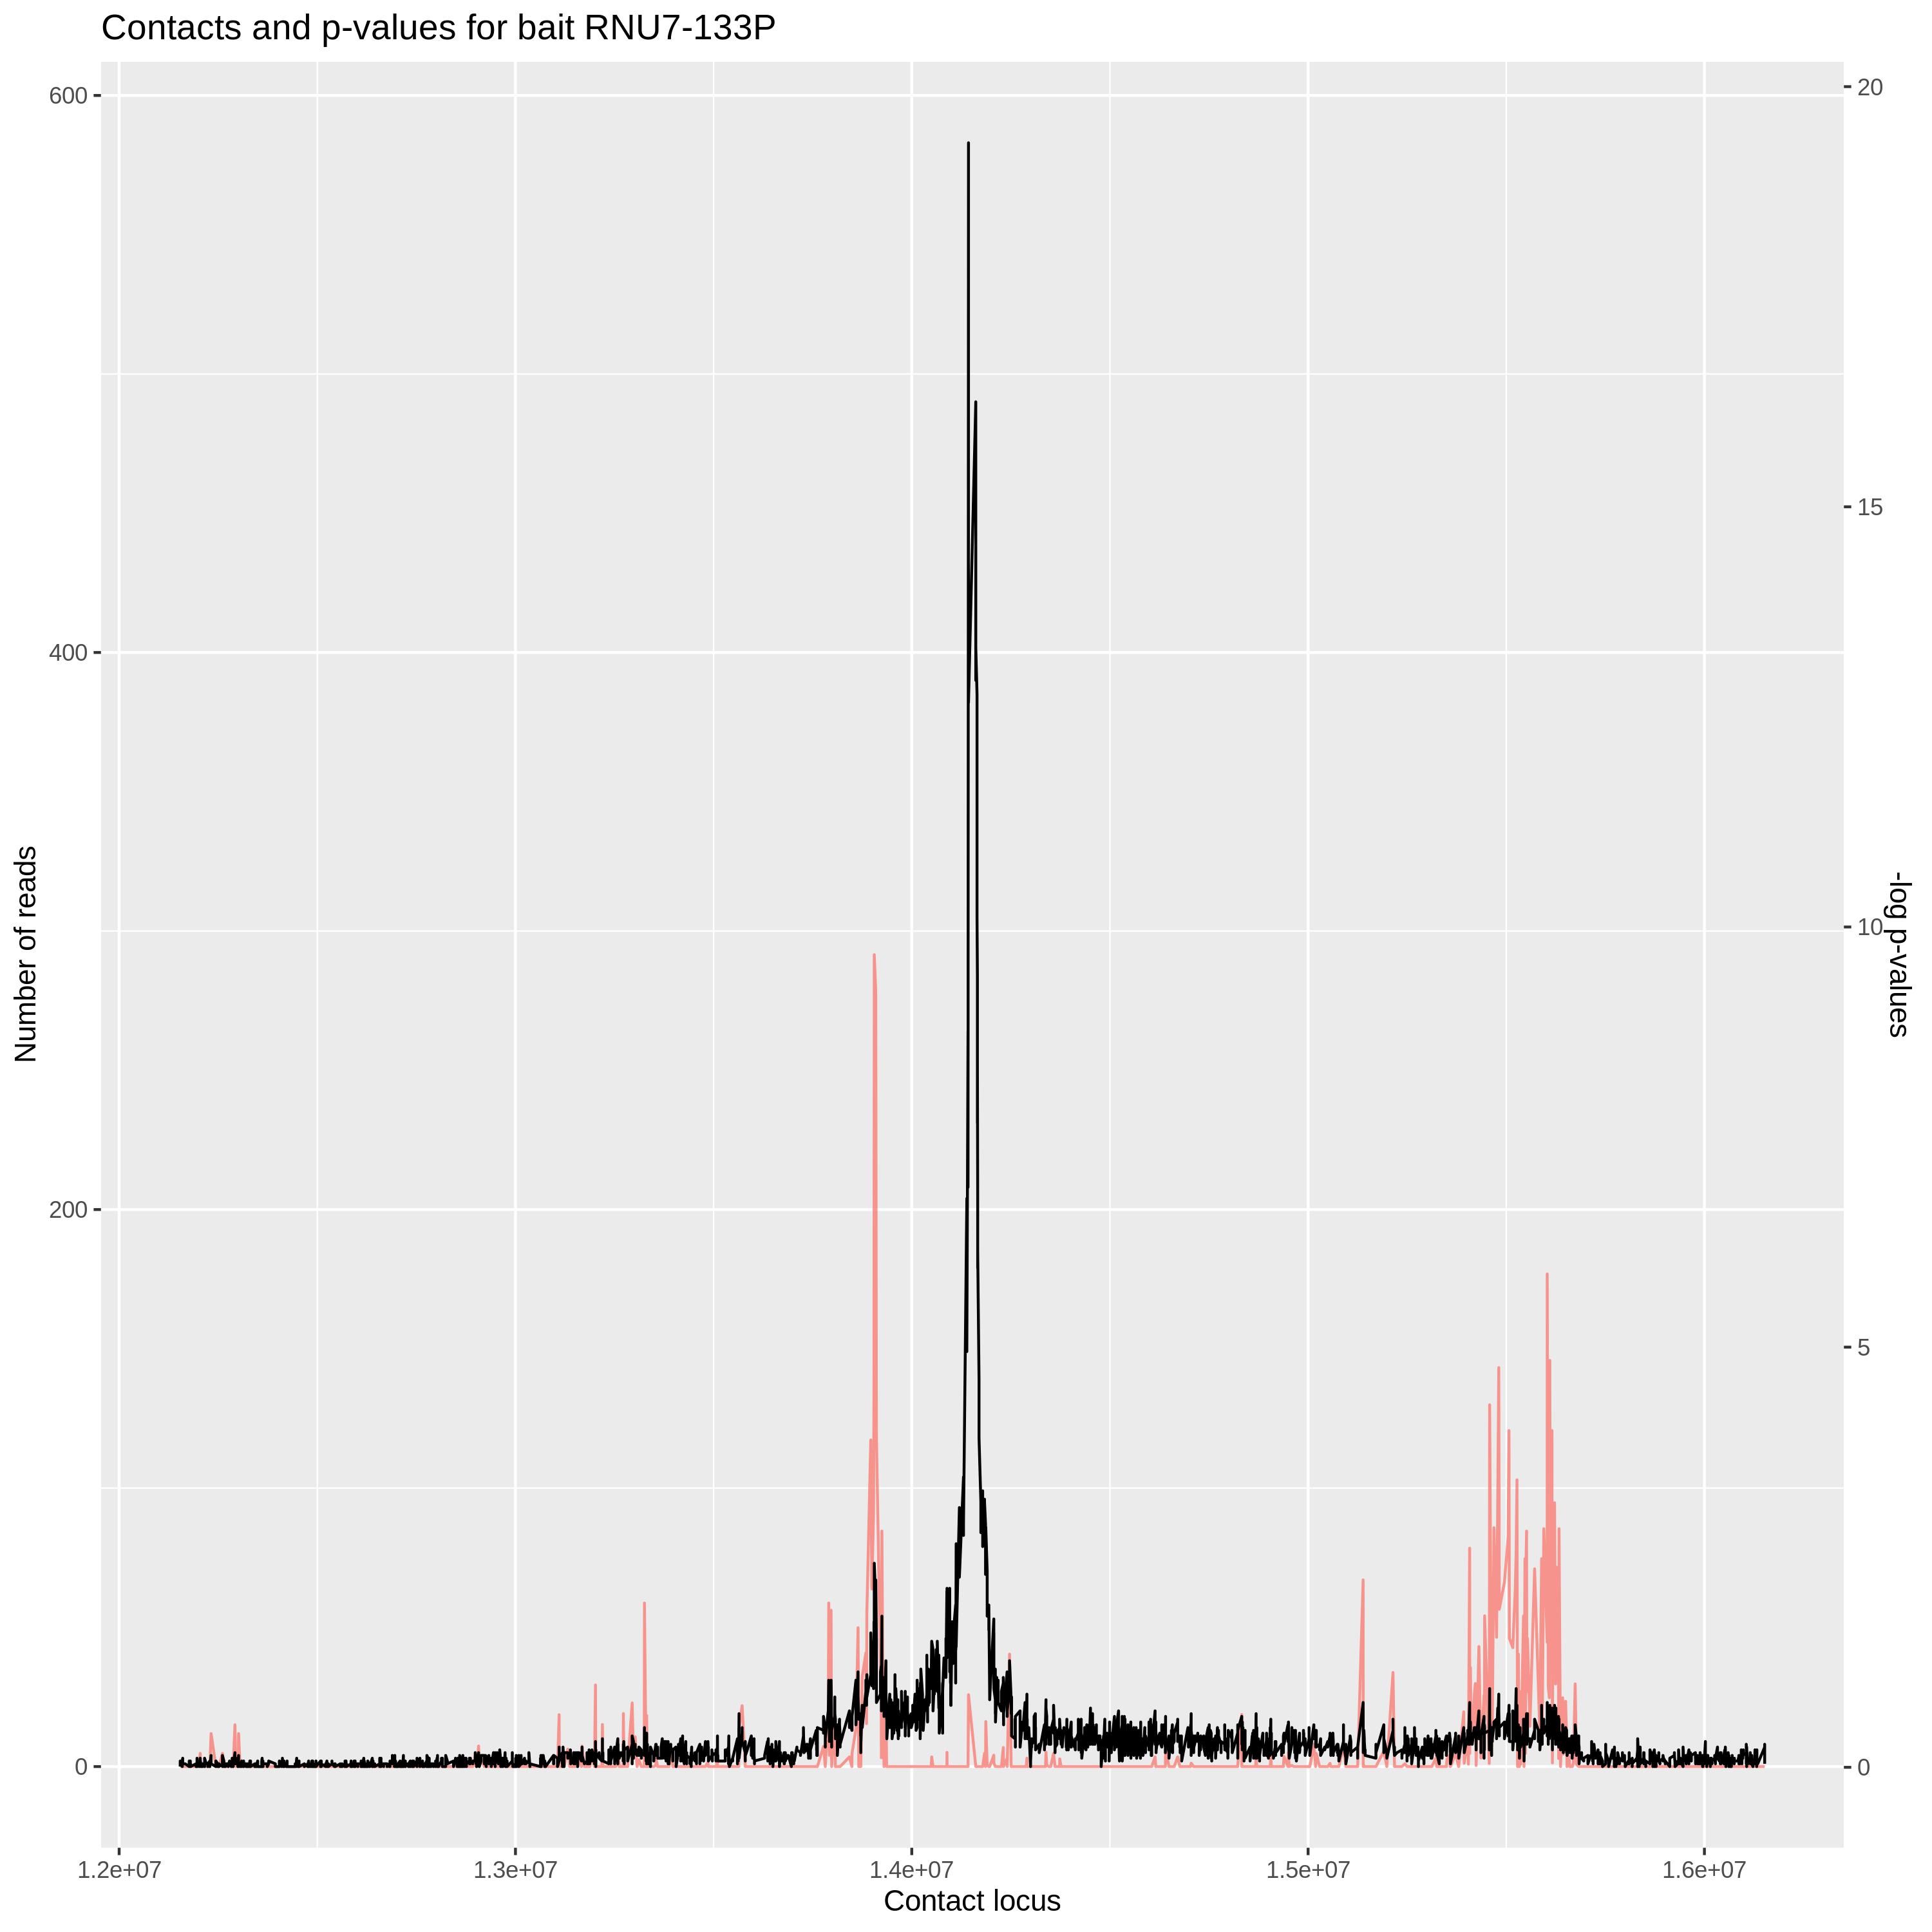 Contacts and p-values for bait RNU7-133P
600
400
200
0
Number of reads
20
15
10
5
0
-log p-values
1.2e+07
1.3e+07
1.4e+07
1.5e+07
1.6e+07
Contact locus